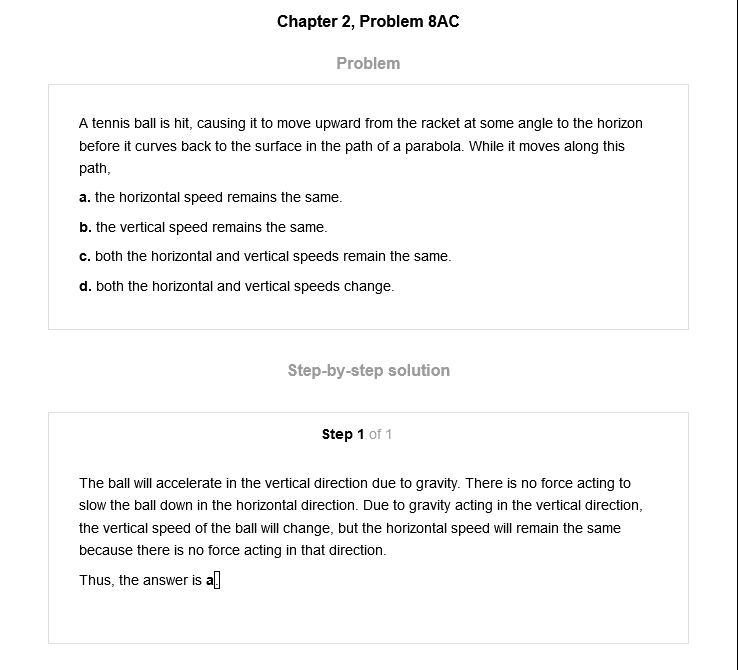 Chapter 2, Problem 8AC
Problem
A tennis ball is hit, causing it to move upward from the racket at some angle to the horizon
before it curves back to the surface in the path of a parabola. While it moves along this
path,
a. the horizontal speed remains the same.
b. the vertical speed remains the same.
c. both the horizontal and vertical speeds remain the same.
d. both the horizontal and vertical speeds change.
Step-by-step solution
Step 1 of 1
The ball will accelerate in the vertical direction due to gravity. There is no force acting to
slow the ball down in the horizontal direction. Due to gravity acting in the vertical direction,
the vertical speed of the ball will change, but the horizontal speed will remain the same
because there is no force acting in that direction.
Thus, the answer is a.